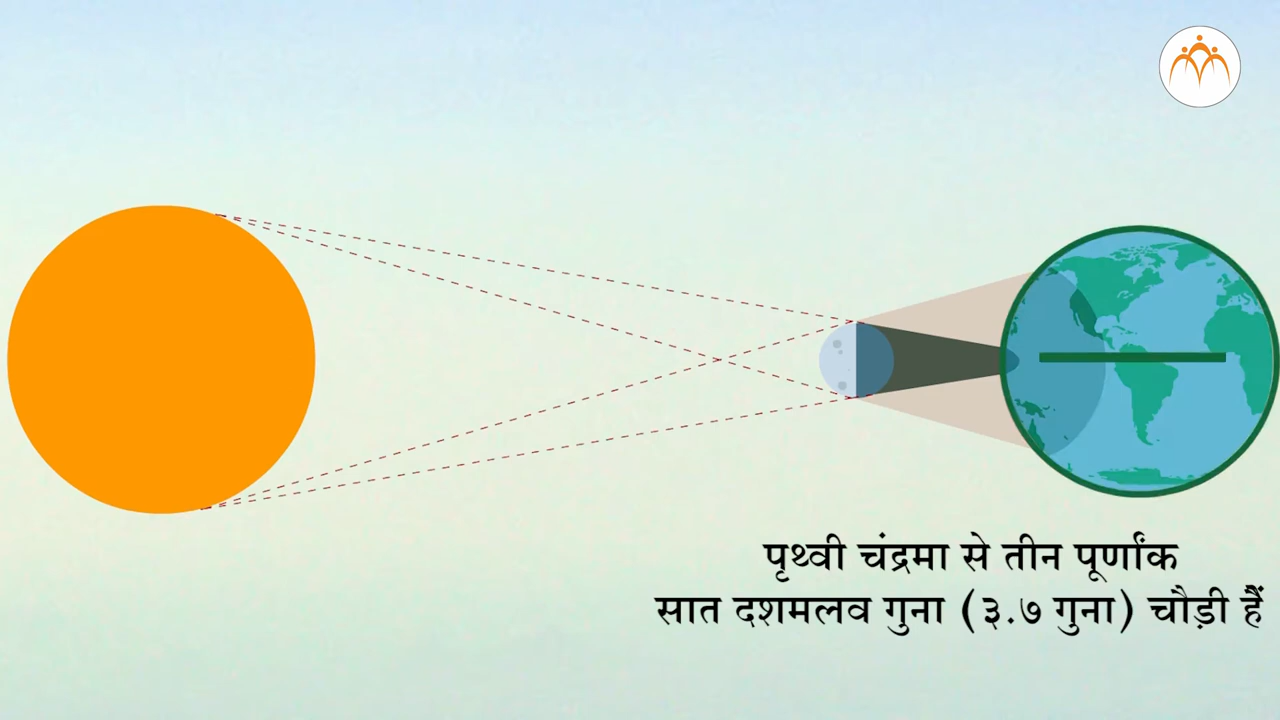 पृथ्वी चंद्रमा से तीन पूर्णांक
सात दशमलव गुना (३.७ गुना) चौड़ी हैं